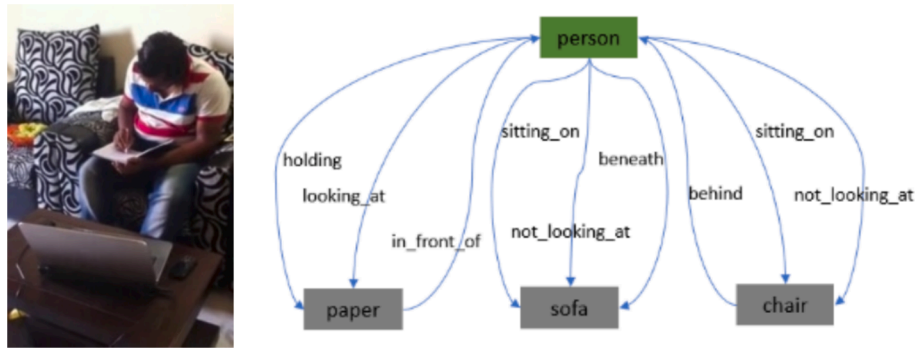 person
sitting_on
sitting_on
holding
beneath
looking_at
behind
not_looking_at
in_front_of
not_looking_at
paper
sofa
chair